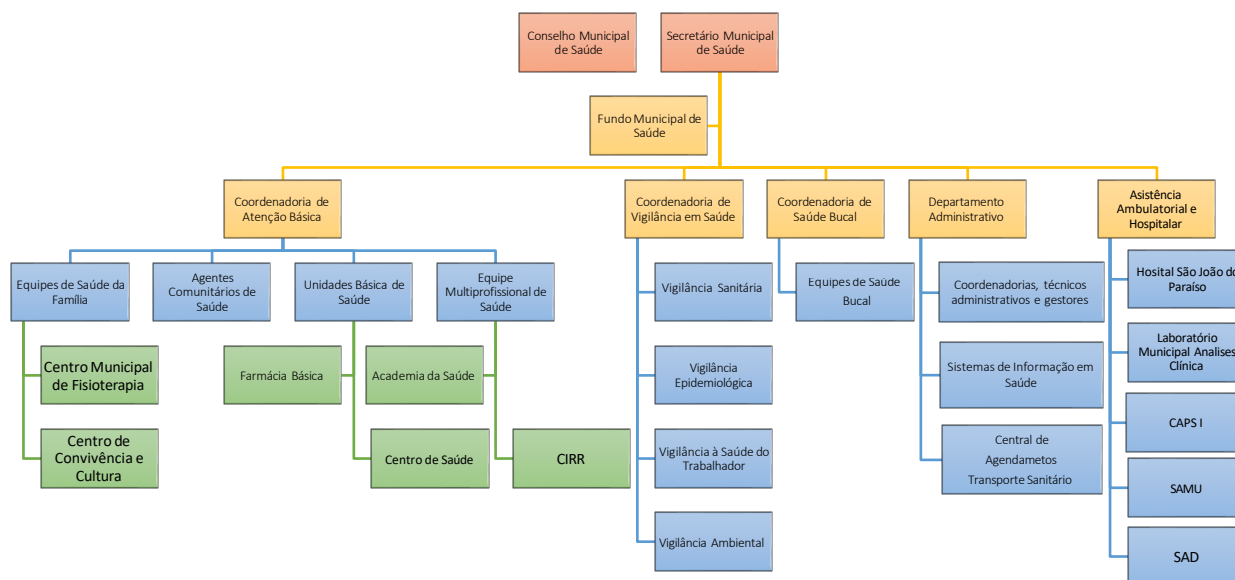 Conselho Municipal
de Saúde
Secretário Municipal
de Saúde
Fundo Municipal de
Saúde
Coordenadoria de
Atenção Básica
Coordenadoria de
Vigilância em Saúde
Coordenadoria de
Saúde Bucal
Departamento
Administrativo
Asistência
Ambulatorial e
Hospitalar
Equipes de Saúde da
Família
Agentes
Comunitários de
Saúde
Unidades Básica de
Saúde
Equipe
Multiprofissional de
Saúde
Vigilância Sanitária
Equipes de Saúde
Bucal
Coordenadorias, técnicos
administrativos e gestores
Hosital São João do
Paraíso
Centro Municipal
de Fisioterapia
Farmácia Básica
Academia da Saúde
Vigilância
Epidemiológica
Sistemas de Informação em
Saúde
Laboratório
Municipal Analises
Clínica
Centro de
Convivência e
Cultura
Centro de Saúde
CIRR
Vigilância à Saúde do
Trabalhador
Central de
Agendametos
Transporte Sanitário
CAPS I
SAMU
Vigilância Ambiental
SAD